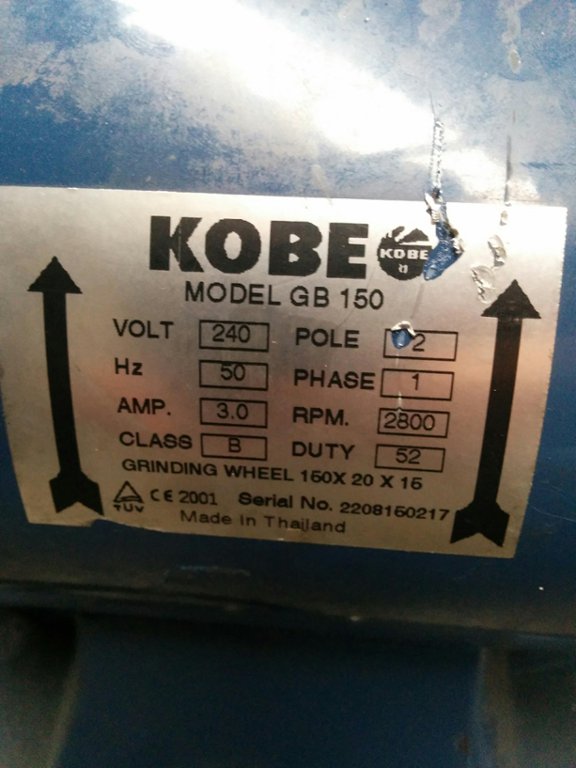 KOBE KOBE
MODEL GB 150
VOLT 240 POLE 2
Hz 50 PHASE 1
AMP. 3.0 RPM. 2800
CLASS B DUTY 52
GRINDING WHEEL 150X 20 X 16
TÜV CE 2001 Serial No. 2208150217
Made in Thailand